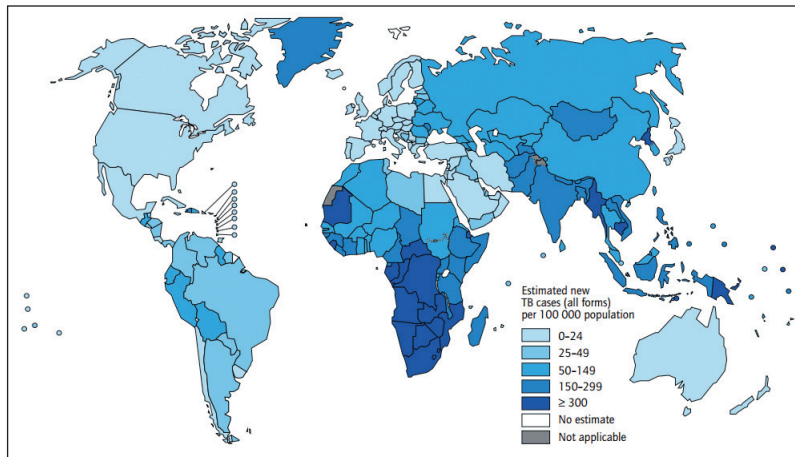 Estimated new
TB cases (all forms)
per 100 000 population
0–24
25–49
50–149
150–299
≥ 300
No estimate
Not applicable